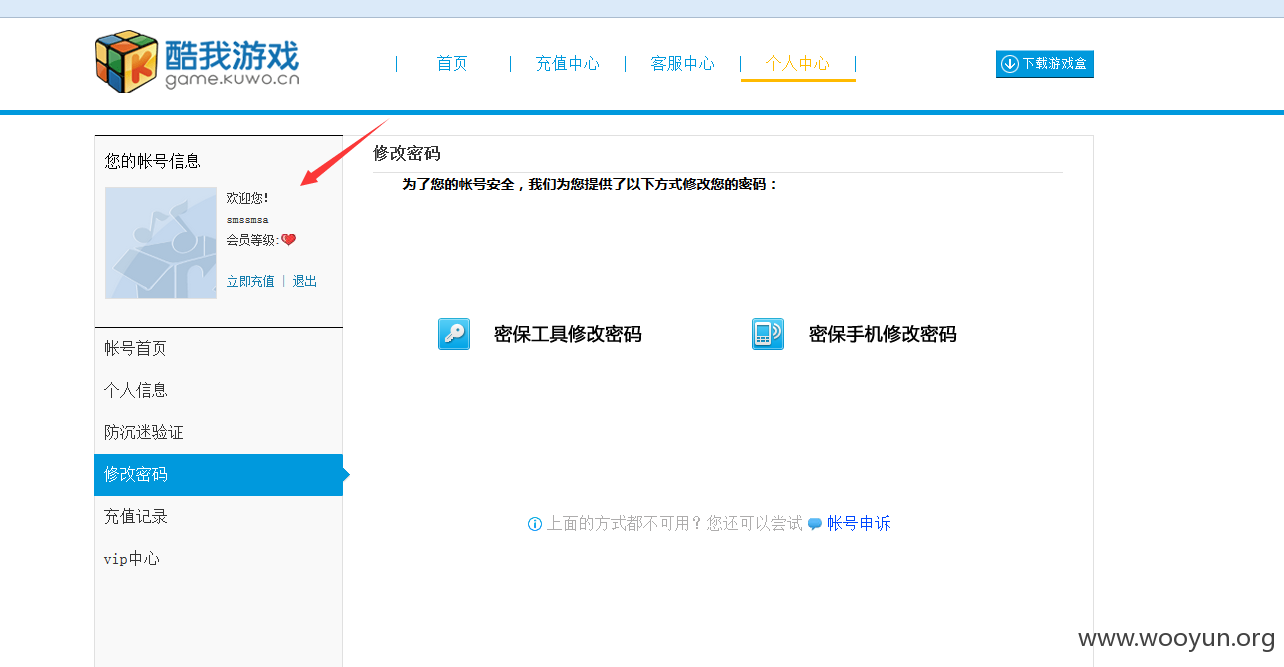 酷我游戏
game.kuwo.cn
首页
充值中心
客服中心
个人中心
下载游戏盒
您的帐号信息
欢迎您!
smssmsa
会员等级:
立即充值 | 退出
帐号首页
个人信息
防沉迷验证
修改密码
充值记录
vip中心
修改密码
为了您的帐号安全，我们为您提供了以下方式修改您的密码：
密保工具修改密码
密保手机修改密码
上面的方式都不可用？您还可以尝试 帐号申诉
www.wooyun.org